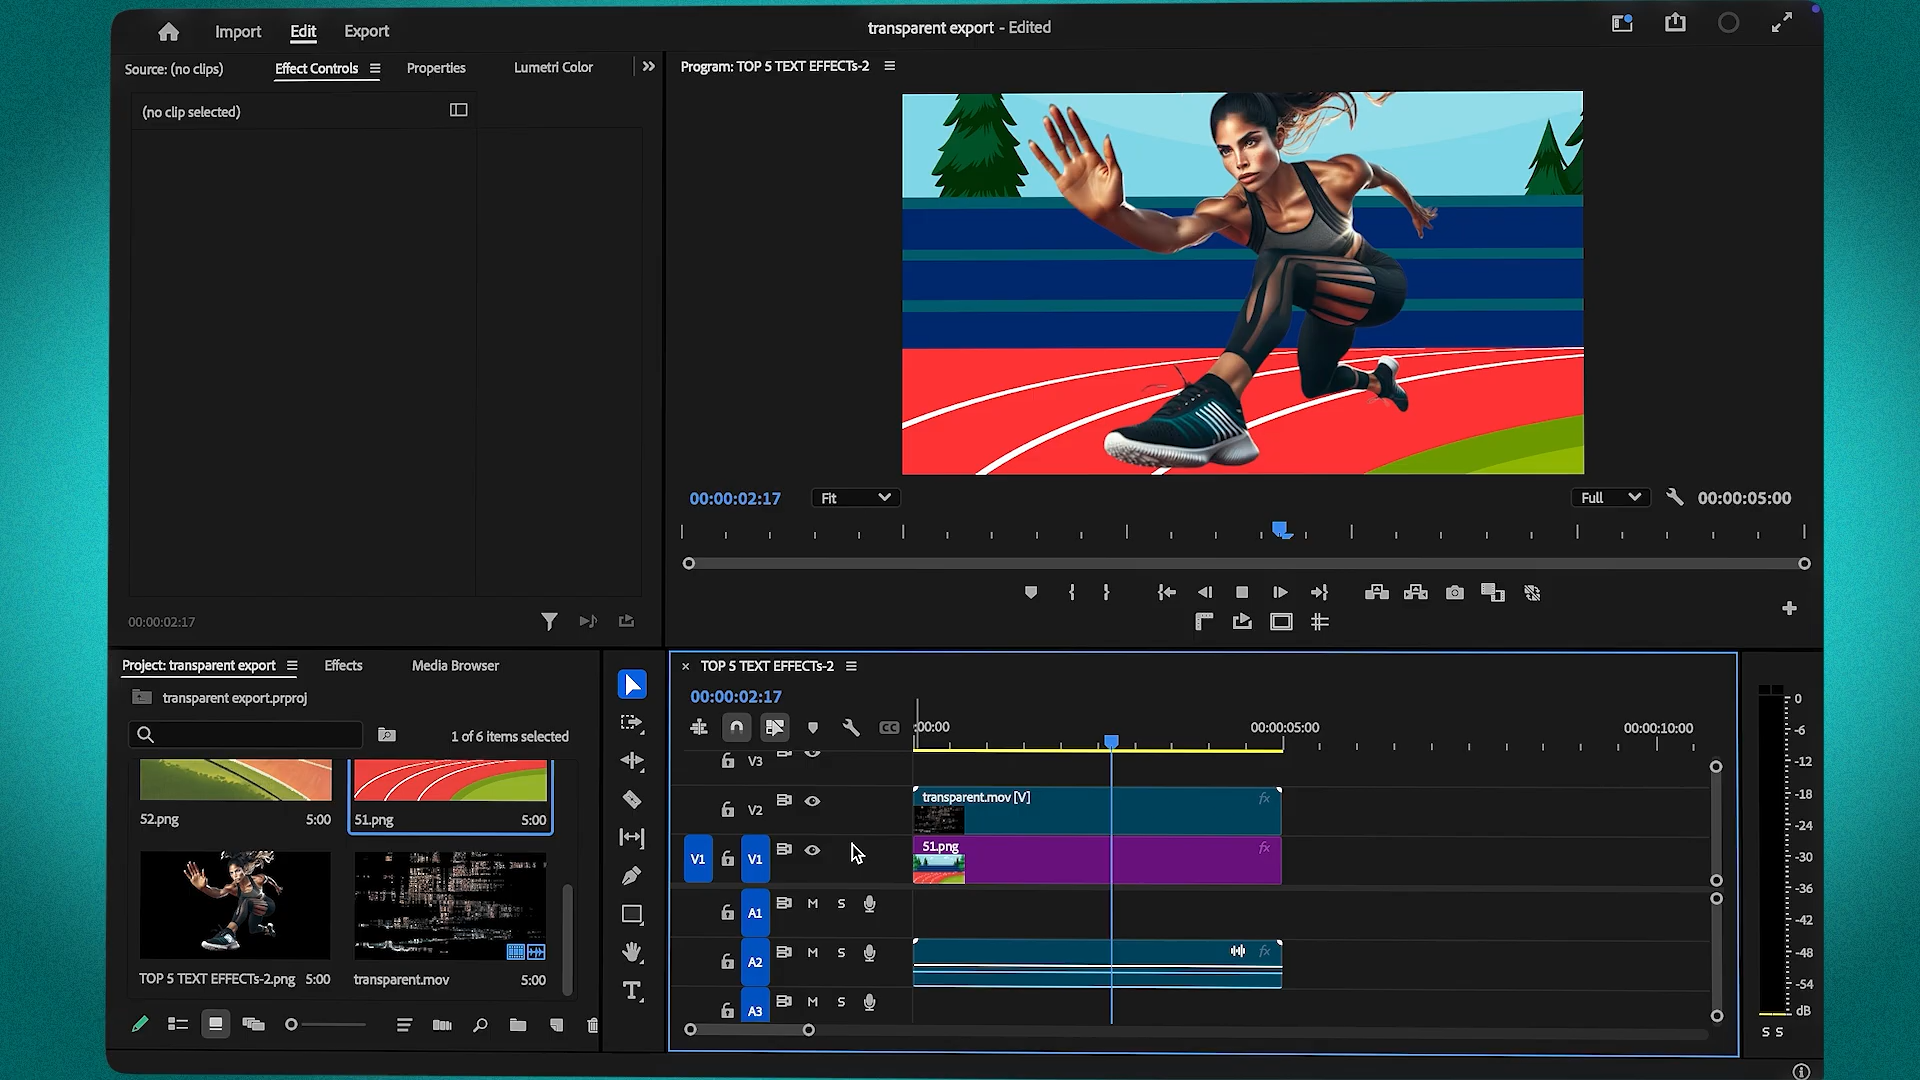 Import Edit Export
transparent export - Edited
Source: (no clips) Effect Controls Properties Lumetri Color
Program: TOP 5 TEXT EFFECTs-2
(no clip selected)
00:00:02:17 Fit Full 00:00:05:00
00:00:02:17
Project: transparent export Effects Media Browser
transparent export.prproj
1 of 6 items selected
52.png 5:00
51.png 5:00
TOP 5 TEXT EFFECTs-2.png 5:00
transparent.mov 5:00
T
× TOP 5 TEXT EFFECTs-2
00:00:02:17
CC
:00:00 00:00:05:00 00:00:10:00
V3
V2
transparent.mov [V] fx
V1 V1
51.png fx
A1 M S
A2 M S
fx
A3 M S
0
-6
-12
-18
-24
-30
-36
-42
-48
-54
dB
S S